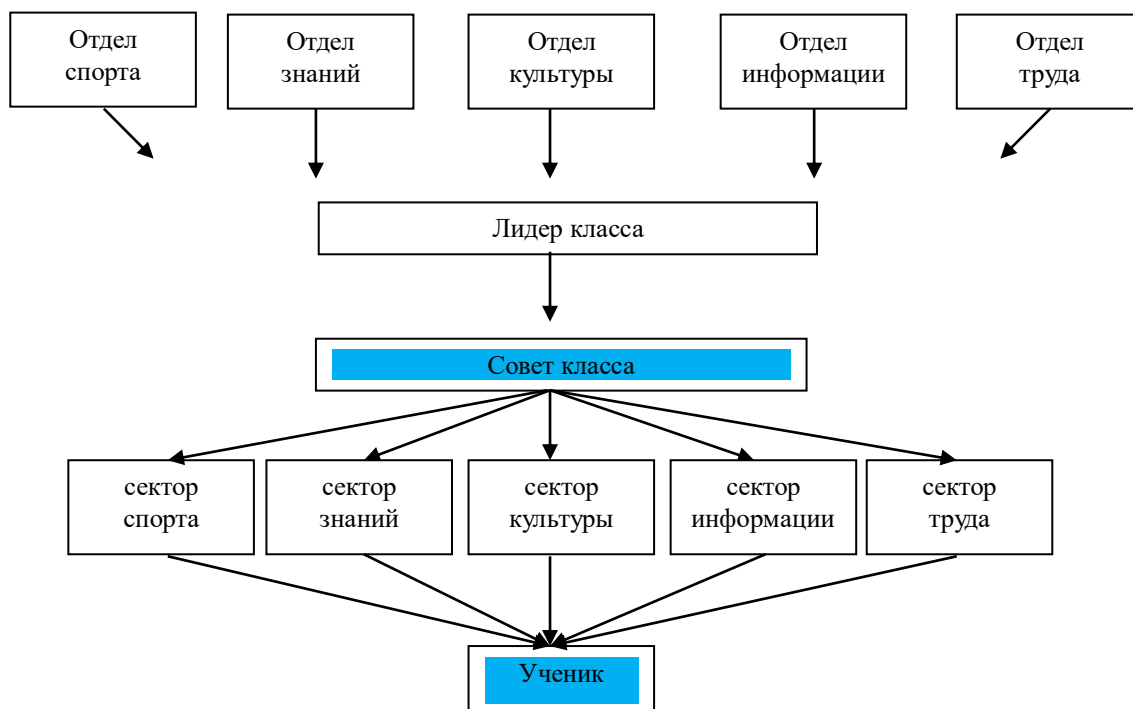 Отдел
спорта
Отдел
знаний
Отдел
культуры
Отдел
информации
Отдел
труда
Лидер класса
Совет класса
сектор
спорта
сектор
знаний
сектор
культуры
сектор
информации
сектор
труда
Ученик